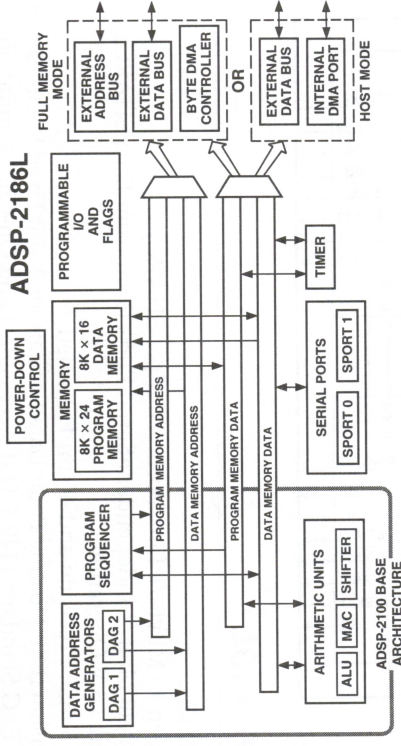 ADSP-2186L
POWER-DOWN
CONTROL
FULL MEMORY
MODE
DATA ADDRESS
GENERATORS
DAG 1
DAG 2
PROGRAM
SEQUENCER
MEMORY
8K × 24
PROGRAM
MEMORY
8K × 16
DATA
MEMORY
PROGRAMMABLE
I/O
AND
FLAGS
EXTERNAL
ADDRESS
BUS
EXTERNAL
DATA BUS
BYTE DMA
CONTROLLER
OR
EXTERNAL
DATA BUS
INTERNAL
DMA PORT
HOST MODE
PROGRAM MEMORY ADDRESS
DATA MEMORY ADDRESS
PROGRAM MEMORY DATA
DATA MEMORY DATA
ARITHMETIC UNITS
ALU
MAC
SHIFTER
SERIAL PORTS
SPORT 0
SPORT 1
TIMER
ADSP-2100 BASE
ARCHITECTURE